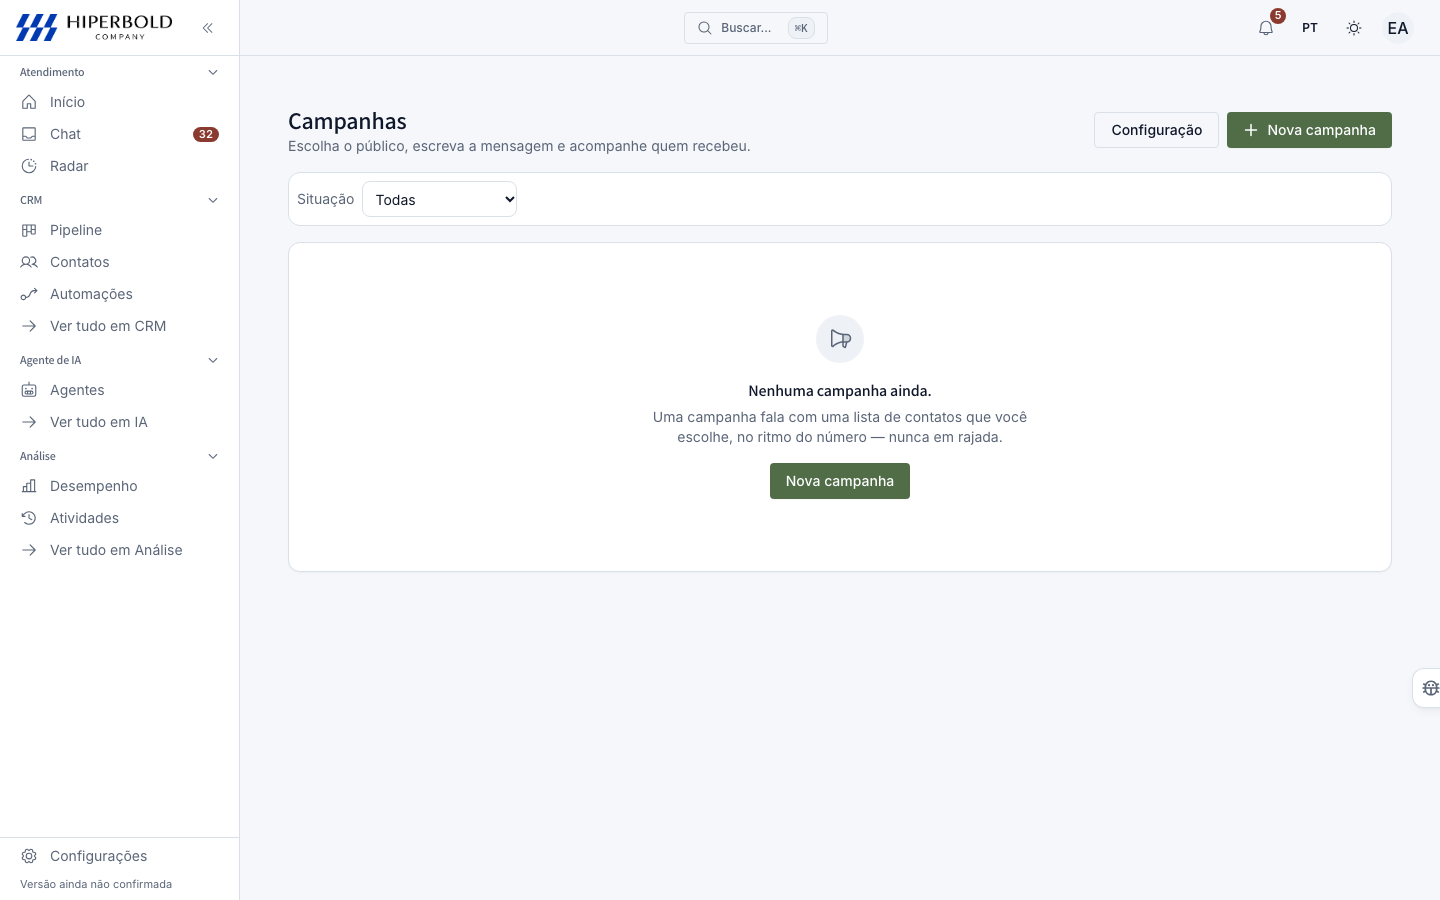 HIPERBOLD
COMPANY
Buscar...
⌘K
5
PT
EA
Atendimento
Início
Chat
32
Radar
CRM
Pipeline
Contatos
Automações
Ver tudo em CRM
Agente de IA
Agentes
Ver tudo em IA
Análise
Desempenho
Atividades
Ver tudo em Análise
Configurações
Versão ainda não confirmada
Campanhas
Escolha o público, escreva a mensagem e acompanhe quem recebeu.
Configuração
Nova campanha
Situação
Todas
Nenhuma campanha ainda.
Uma campanha fala com uma lista de contatos que você
escolhe, no ritmo do número — nunca em rajada.
Nova campanha